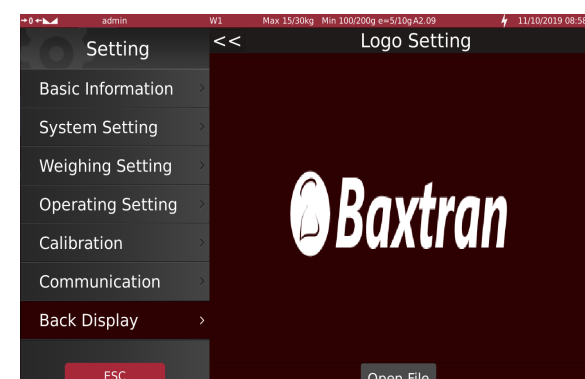 →0← admin W1 Max 15/30kg Min 100/200g e=5/10g A2.09 11/10/2019 08:58
Setting
<< Logo Setting
Basic Information >
System Setting >
Weighing Setting >
Operating Setting >
Calibration >
Communication >
Back Display >
Baxtran
ESC
Open File